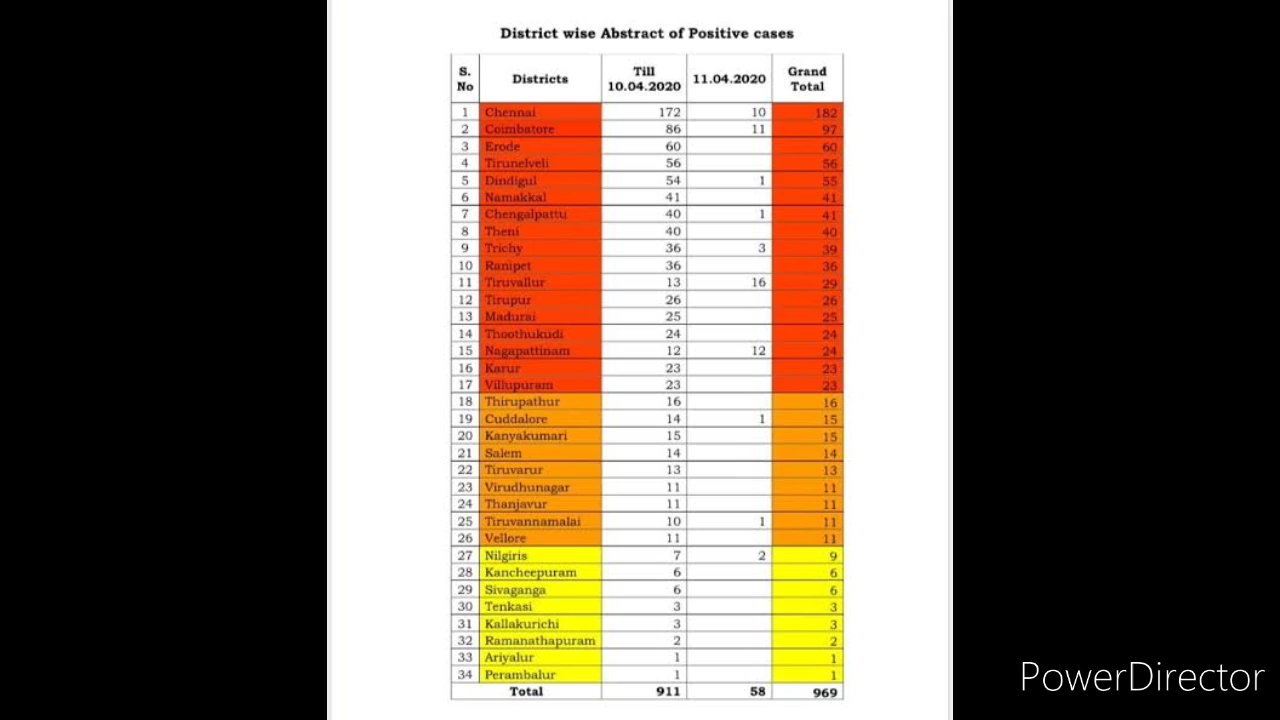 District wise Abstract of Positive cases
S. No Districts Till 10.04.2020 11.04.2020 Grand Total
1 Chennai 172 10 182
2 Coimbatore 86 11 97
3 Erode 60 60
4 Tirunelveli 56 56
5 Dindigul 54 1 55
6 Namakkal 41 41
7 Chengalpattu 40 1 41
8 Theni 40 40
9 Trichy 36 3 39
10 Ranipet 36 36
11 Tiruvallur 13 16 29
12 Tirupur 26 26
13 Madurai 25 25
14 Thoothukudi 24 24
15 Nagapattinam 12 12 24
16 Karur 23 23
17 Villupuram 23 23
18 Thirupathur 16 16
19 Cuddalore 14 1 15
20 Kanyakumari 15 15
21 Salem 14 14
22 Tiruvarur 13 13
23 Virudhunagar 11 11
24 Thanjavur 11 11
25 Tiruvannamalai 10 1 11
26 Vellore 11 11
27 Nilgiris 7 2 9
28 Kancheepuram 6 6
29 Sivaganga 6 6
30 Tenkasi 3 3
31 Kallakurichi 3 3
32 Ramanathapuram 2 2
33 Ariyalur 1 1
34 Perambalur 1 1
Total 911 58 969
PowerDirector